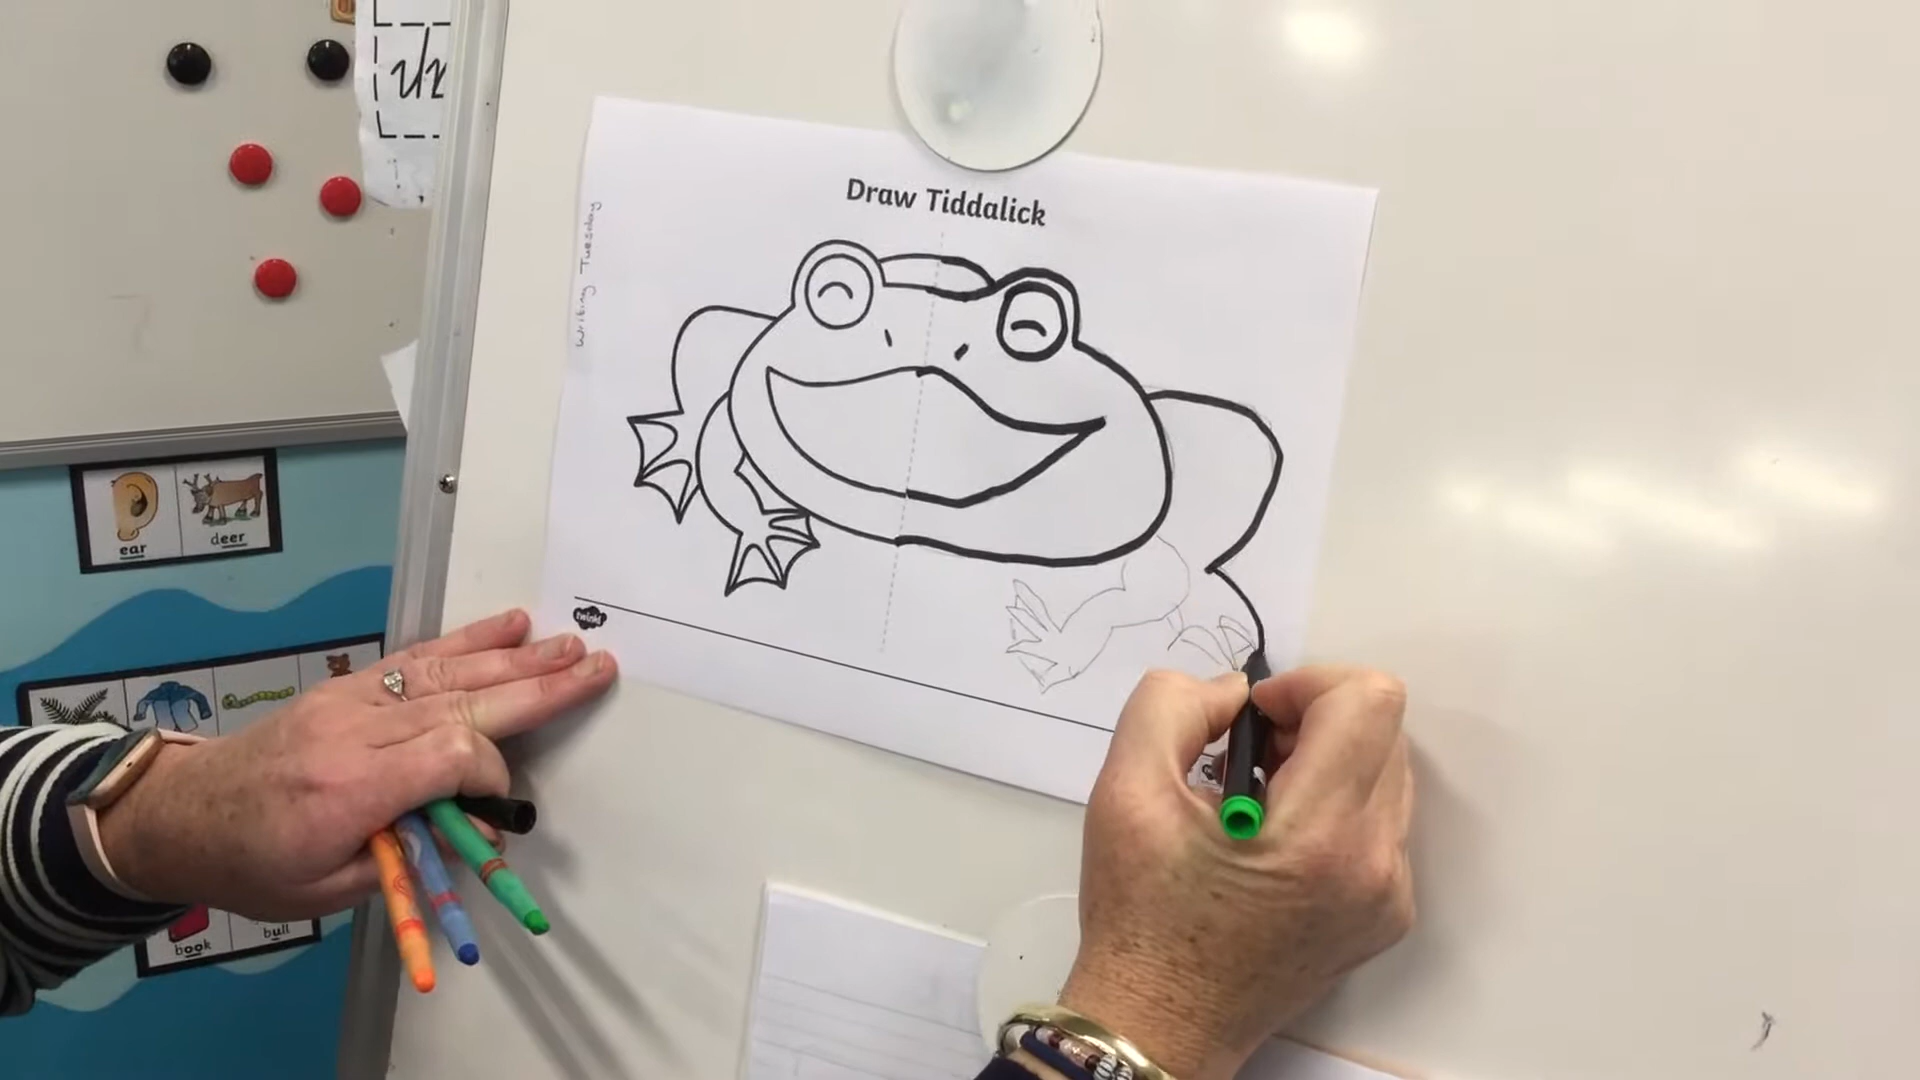 Draw Tiddalick
Writing Tuesday
twinkl
ear
deer
book
bull